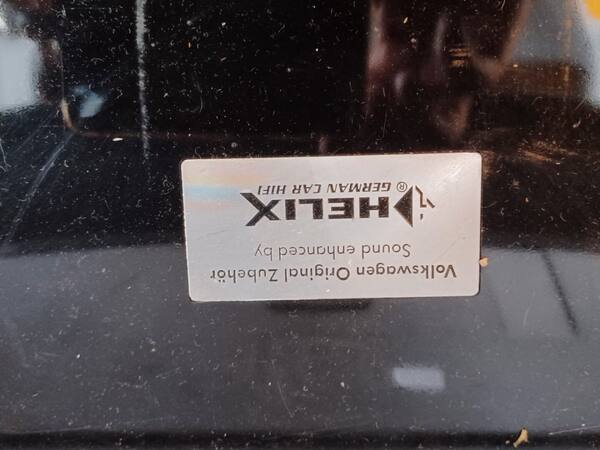 Volkswagen Original Zubehör
Sound enhanced by
HELIX®
GERMAN CAR HIFI